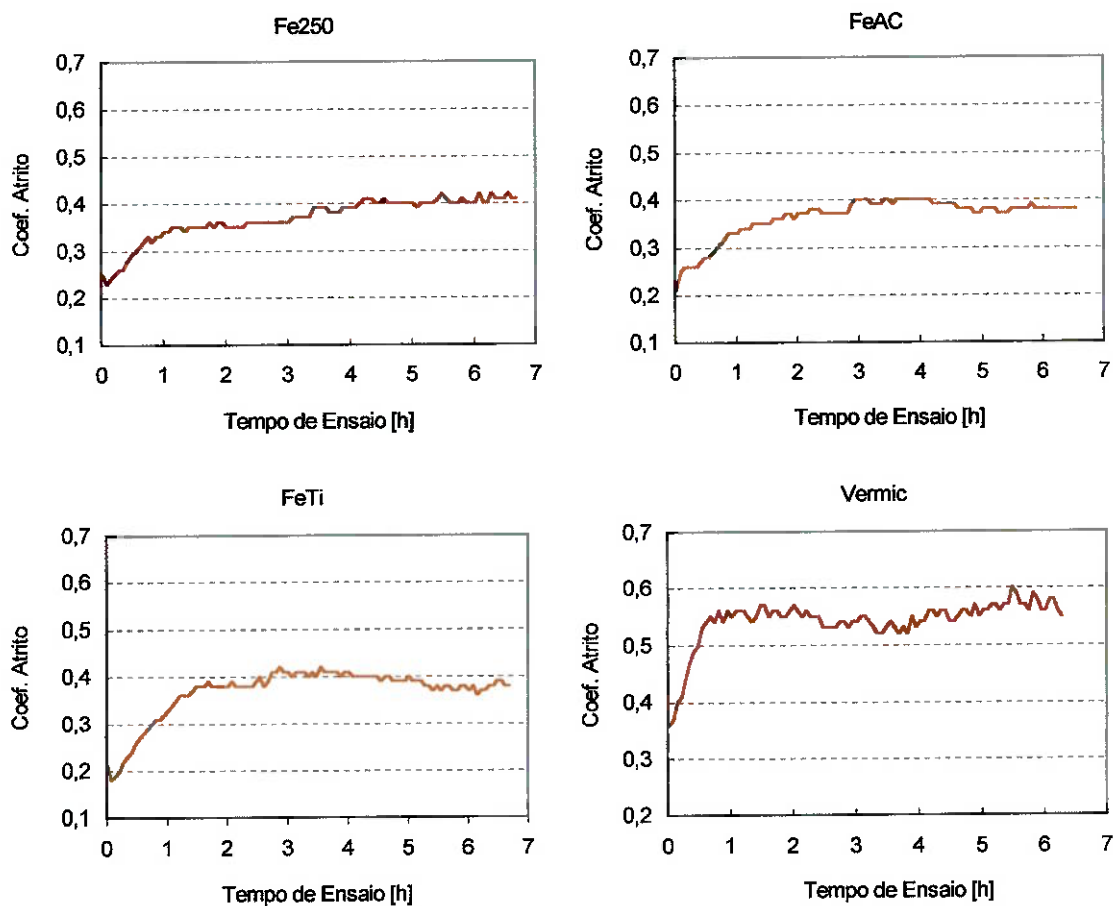 Fe250
0,7
0,6
0,5
0,4
0,3
0,2
0,1
Coef. Atrito
0 1 2 3 4 5 6 7
Tempo de Ensaio [h]
FeAC
0,7
0,6
0,5
0,4
0,3
0,2
0,1
Coef. Atrito
0 1 2 3 4 5 6 7
Tempo de Ensaio [h]
FeTi
0,7
0,6
0,5
0,4
0,3
0,2
0,1
Coef. Atrito
0 1 2 3 4 5 6 7
Tempo de Ensaio [h]
Vermic
0,7
0,6
0,5
0,4
0,3
0,2
Coef. Atrito
0 1 2 3 4 5 6 7
Tempo de Ensaio [h]